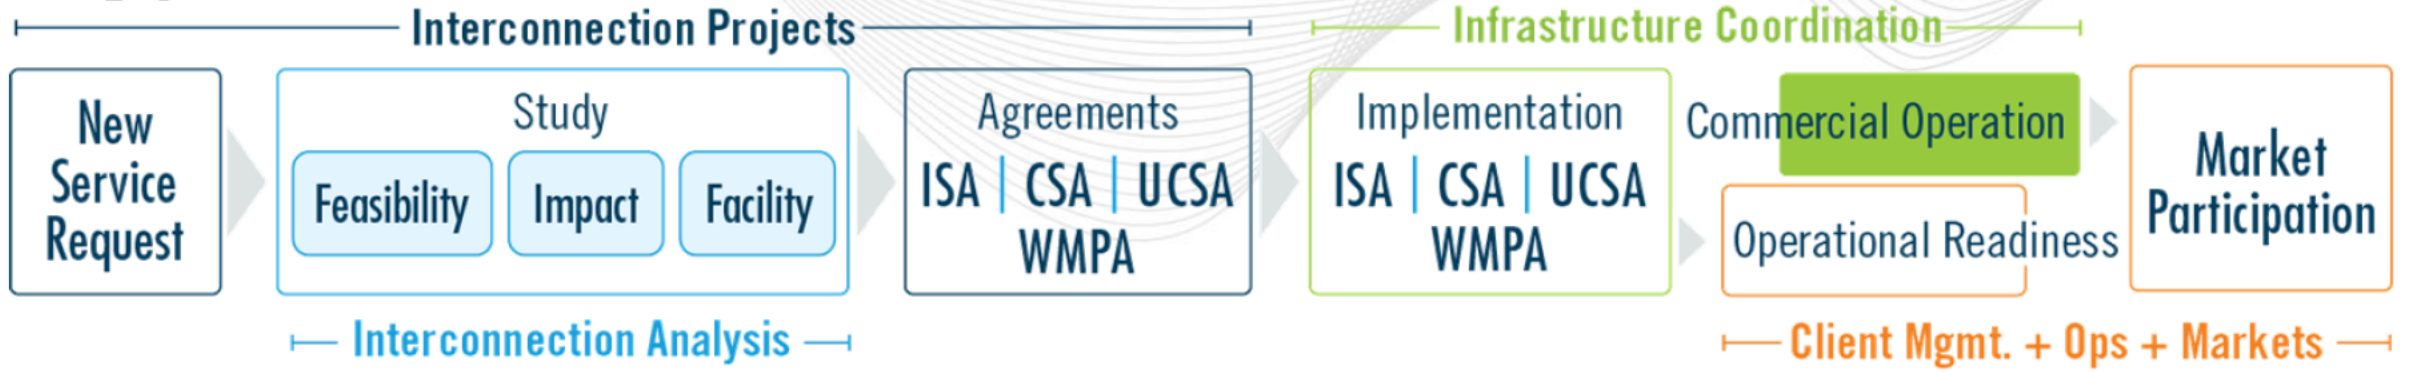 Interconnection Projects
Infrastructure Coordination
New
Service
Request
Study
Feasibility
Impact
Facility
Agreements
ISA | CSA | UCSA
WMPA
Implementation
ISA | CSA | UCSA
WMPA
Commercial Operation
Operational Readiness
Market
Participation
Interconnection Analysis
Client Mgmt. + Ops + Markets